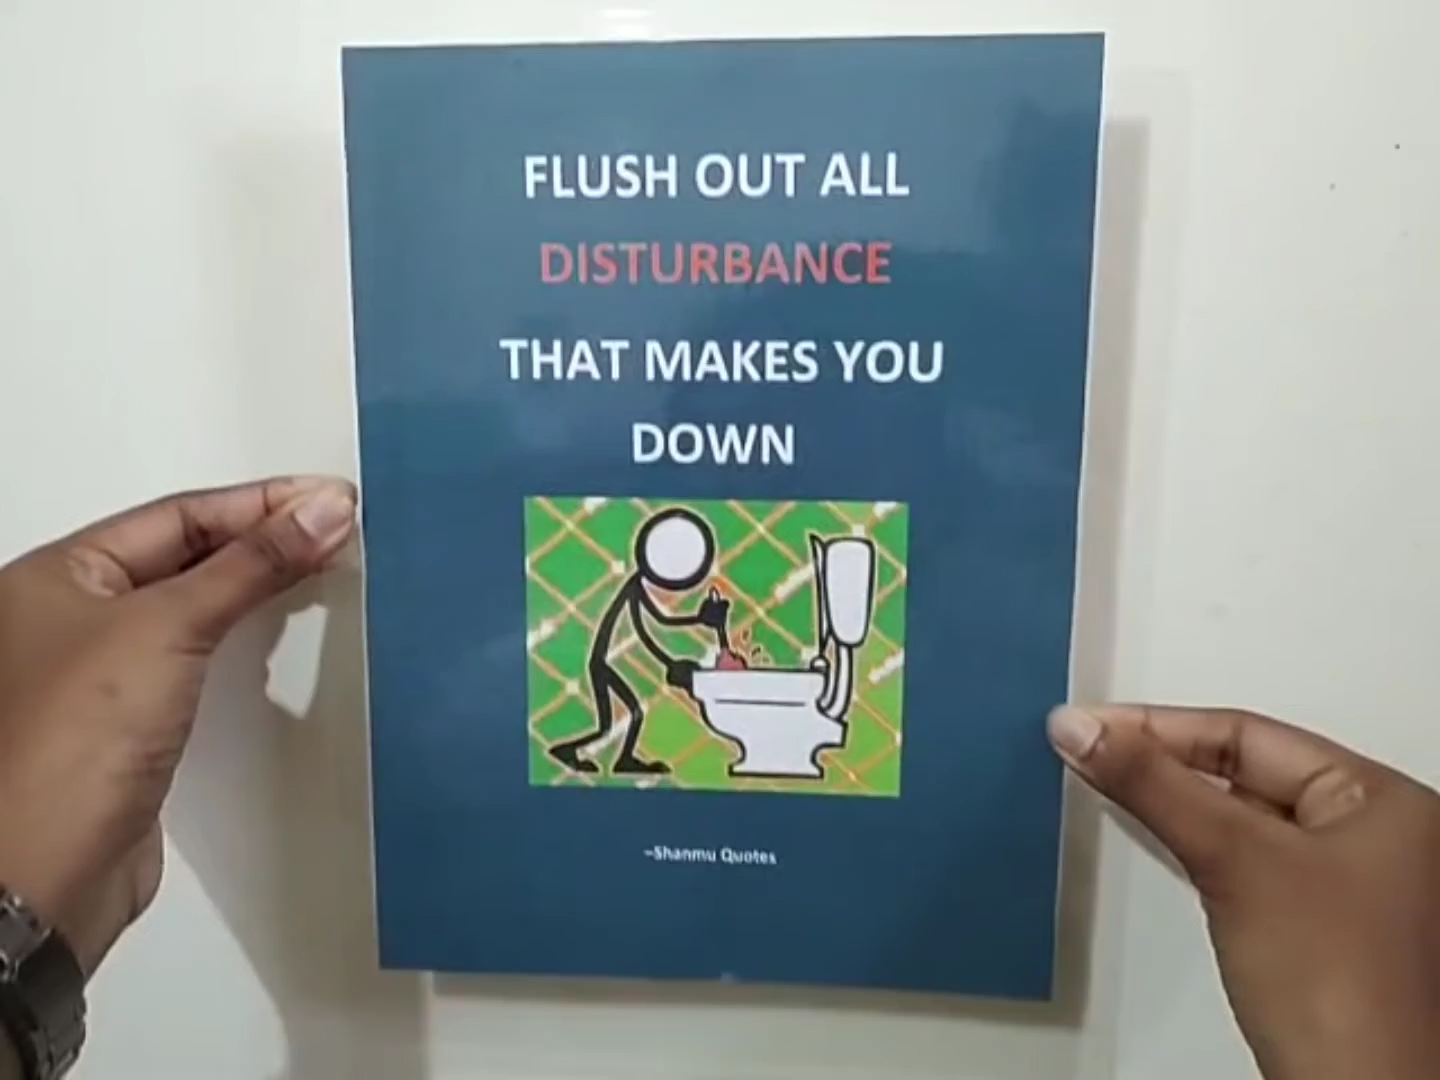 FLUSH OUT ALL
DISTURBANCE
THAT MAKES YOU
DOWN
–Shanmu Quotes